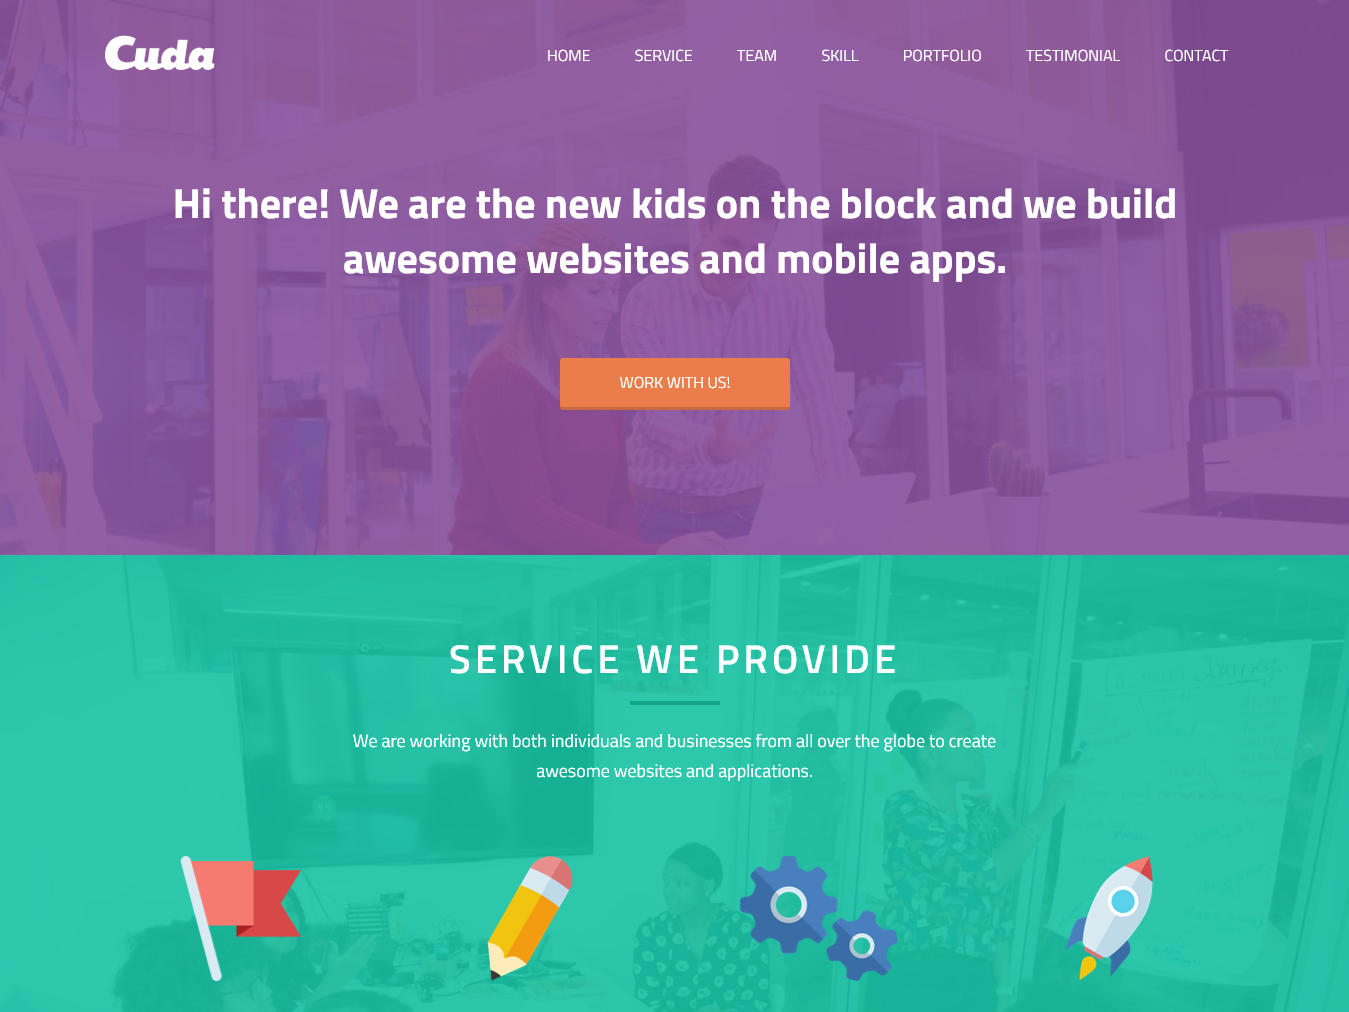 Cuda
HOME SERVICE TEAM SKILL PORTFOLIO TESTIMONIAL CONTACT
Hi there! We are the new kids on the block and we build
awesome websites and mobile apps.
WORK WITH US!
SERVICE WE PROVIDE
We are working with both individuals and businesses from all over the globe to create
awesome websites and applications.